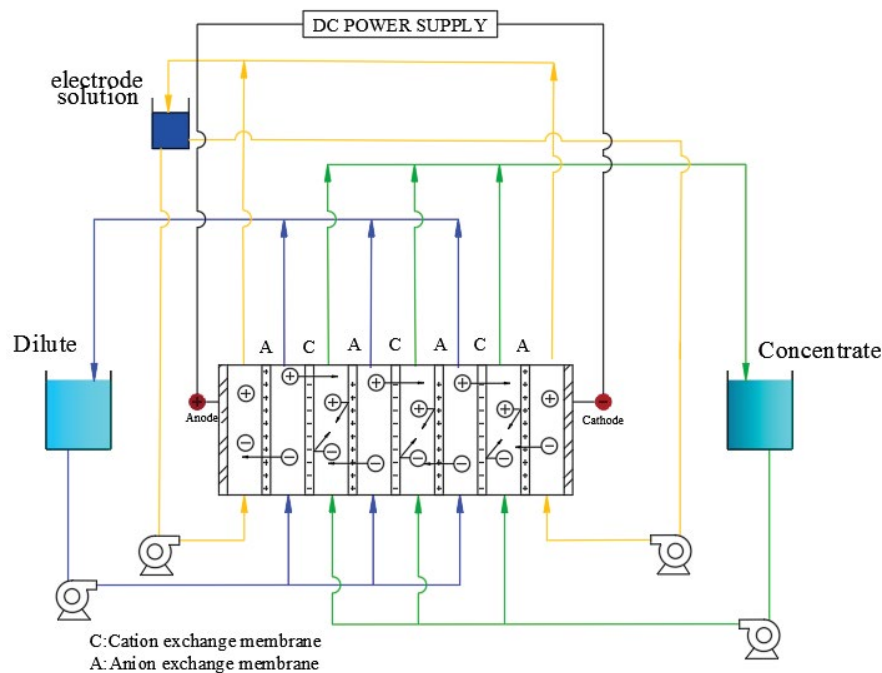 DC POWER SUPPLY
electrode
solution
Dilute
Concentrate
A C A C A C A
Anode
Cathode
C:Cation exchange membrane
A:Anion exchange membrane